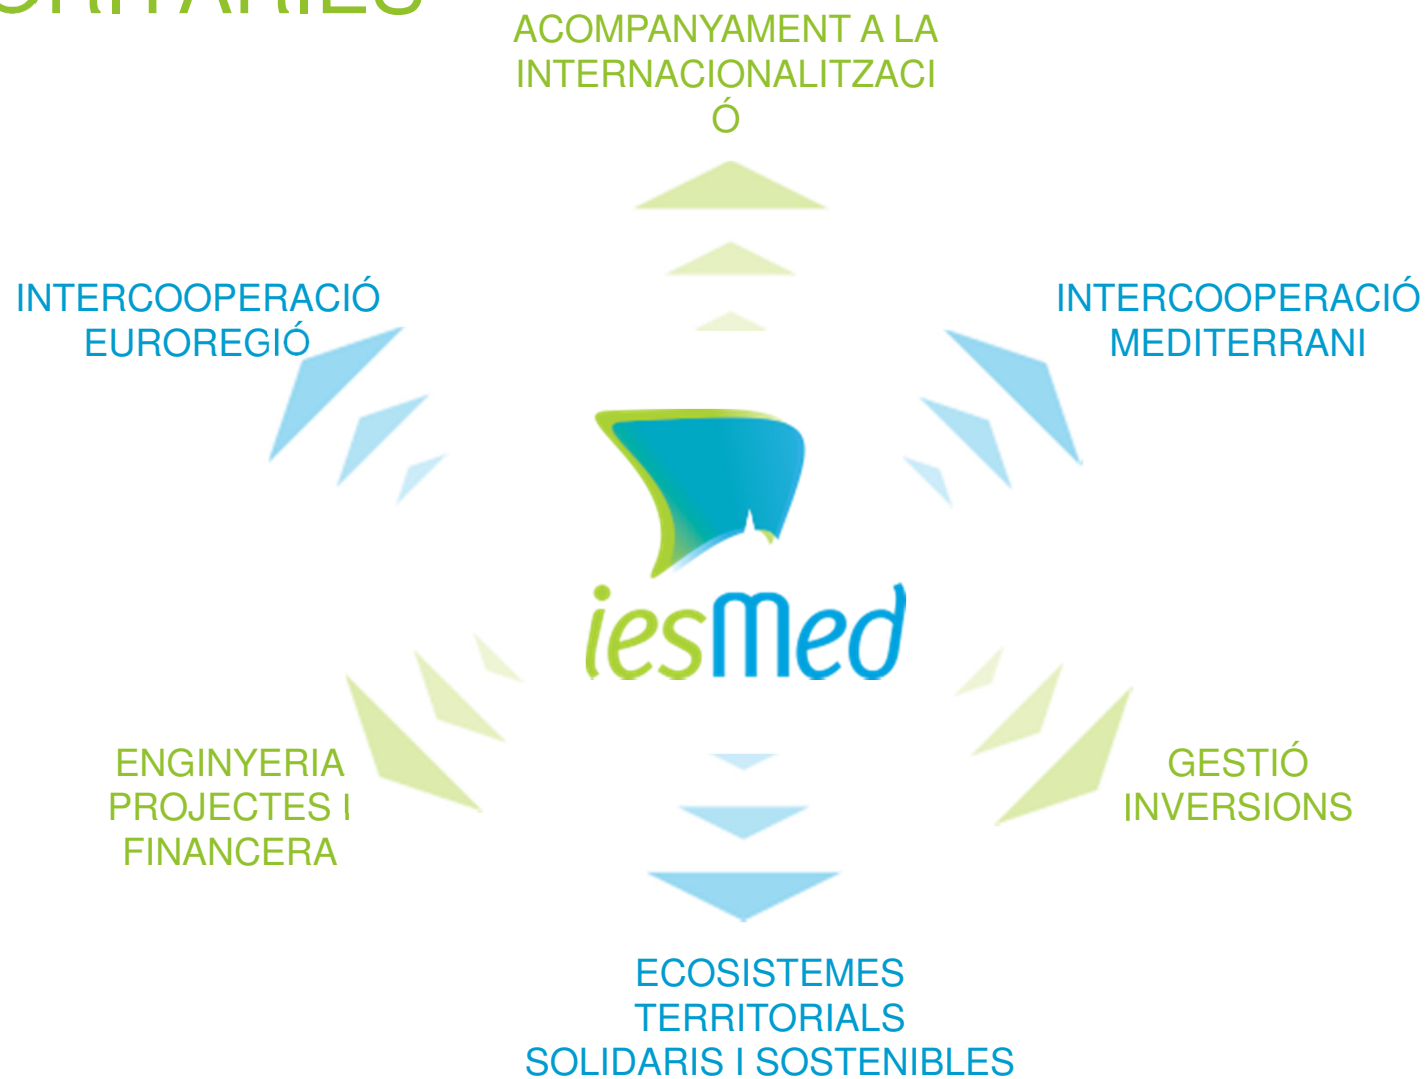 ACOMPANYAMENT A LA
INTERNACIONALITZACI
Ó
INTERCOOPERACIÓ
EUROREGIÓ
INTERCOOPERACIÓ
MEDITERRANI
iesMed
ENGINYERIA
PROJECTES I
FINANCERA
GESTIÓ
INVERSIONS
ECOSISTEMES
TERRITORIALS
SOLIDARIS I SOSTENIBLES